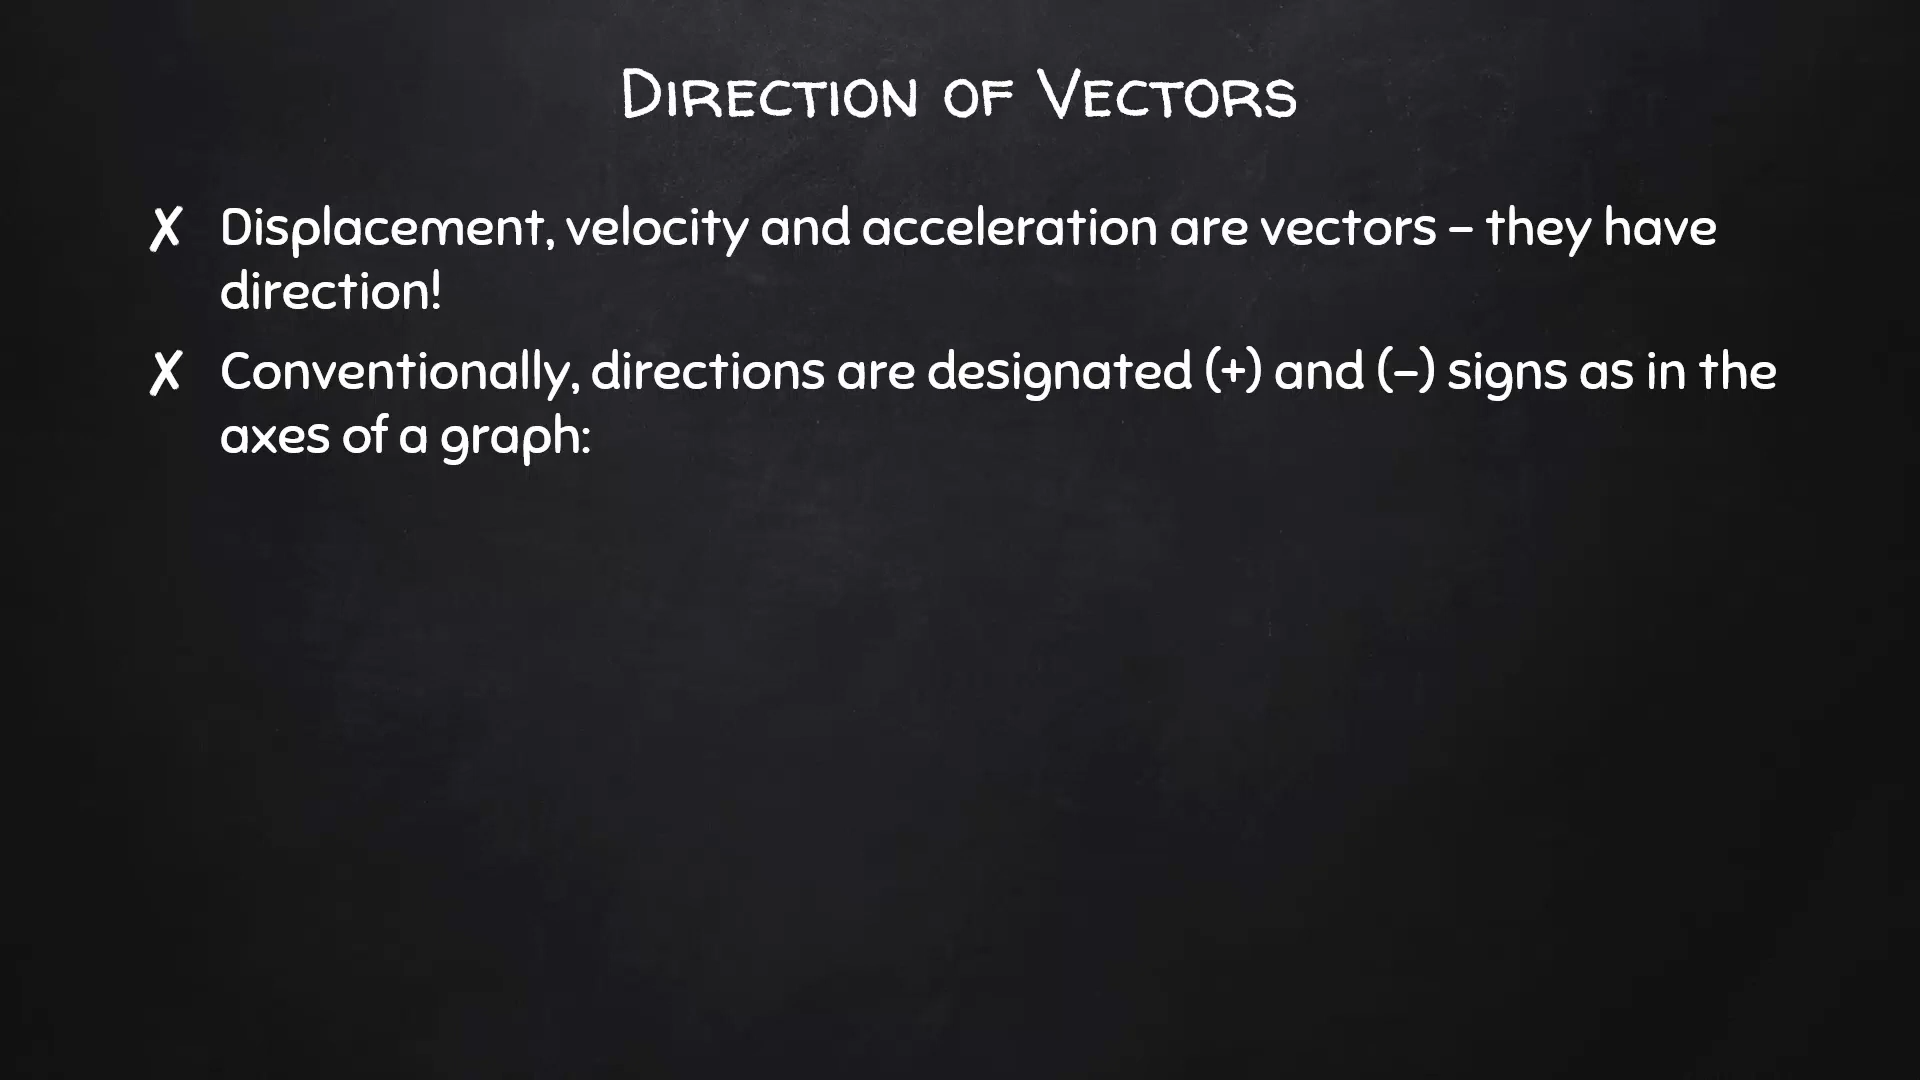 Direction of Vectors
✗ Displacement, velocity and acceleration are vectors – they have
direction!
✗ Conventionally, directions are designated (+) and (–) signs as in the
axes of a graph: